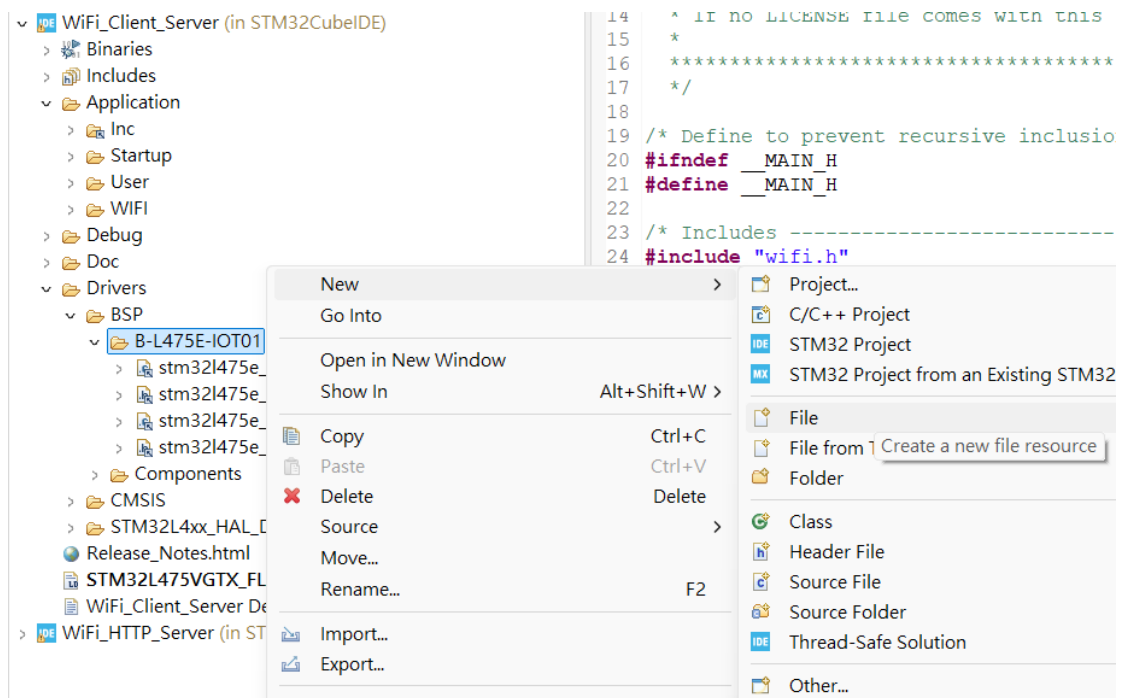 WiFi_Client_Server (in STM32CubeIDE)
Binaries
Includes
Application
Inc
Startup
User
WIFI
Debug
Doc
Drivers
BSP
B-L475E-IOT01
stm32l475e_
stm32l475e_
stm32l475e_
stm32l475e_
Components
CMSIS
STM32L4xx_HAL_D
Release_Notes.html
STM32L475VGTX_FL
WiFi_Client_Server De
WiFi_HTTP_Server (in ST
14 * If no LICENSE file comes with this
15 *
16 *************************************
17 */
18
19 /* Define to prevent recursive inclusio
20 #ifndef __MAIN_H
21 #define __MAIN_H
22
23 /* Includes ---------------------------
24 #include "wifi.h"
New
Go Into
Open in New Window
Show In Alt+Shift+W
Copy Ctrl+C
Paste Ctrl+V
Delete Delete
Source
Move...
Rename... F2
Import...
Export...
Project...
C/C++ Project
STM32 Project
STM32 Project from an Existing STM32
File
File from T
Create a new file resource
Folder
Class
Header File
Source File
Source Folder
Thread-Safe Solution
Other...